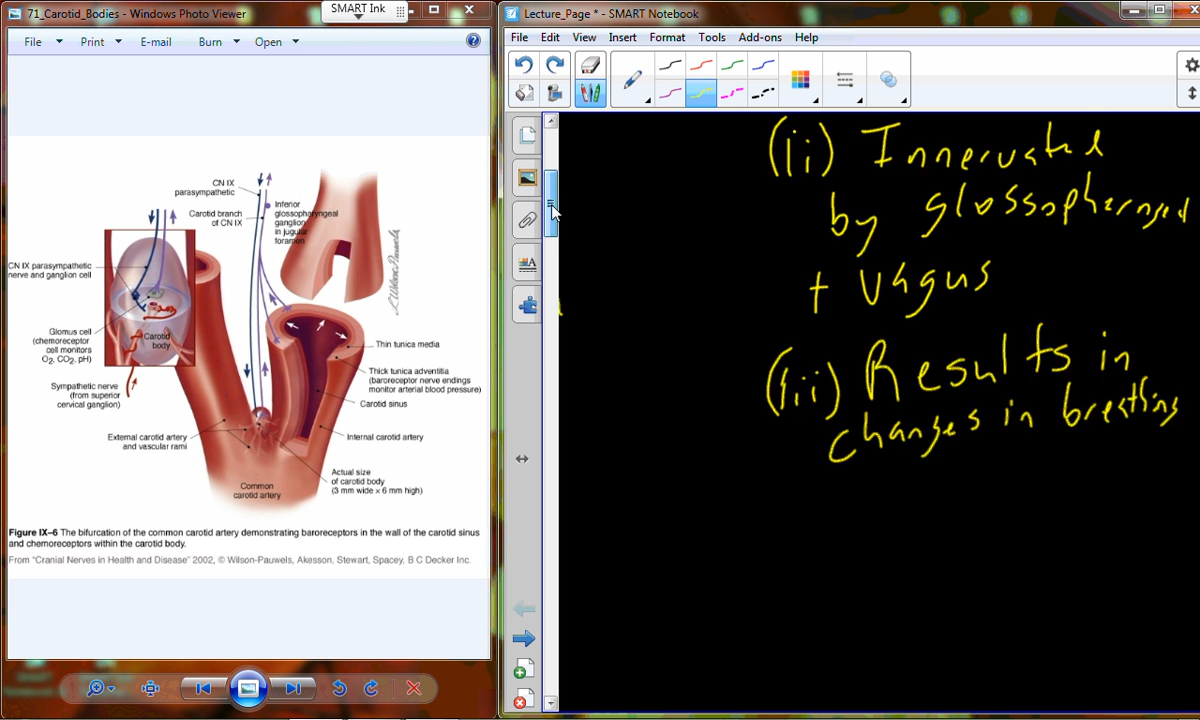 71_Carotid_Bodies - Windows Photo Viewer
SMART Ink
File
Print
E-mail
Burn
Open
CN IX
parasympathetic
Carotid branch
of CN IX
Inferior
glossopharyngeal
ganglion
in jugular
foramen
CN IX parasympathetic
nerve and ganglion cell
Glomus cell
(chemoreceptor
cell monitors
O2, CO2, pH)
Carotid
body
Sympathetic nerve
(from superior
cervical ganglion)
External carotid artery
and vascular rami
Common
carotid artery
Thin tunica media
Thick tunica adventitia
(baroreceptor nerve endings
monitor arterial blood pressure)
Carotid sinus
Internal carotid artery
Actual size
of carotid body
(3 mm wide × 6 mm high)
L. Wilson-Pauwels
Figure IX–6 The bifurcation of the common carotid artery demonstrating baroreceptors in the wall of the carotid sinus
and chemoreceptors within the carotid body.
From "Cranial Nerves in Health and Disease" 2002, © Wilson-Pauwels, Akesson, Stewart, Spacey, B C Decker Inc.
Lecture_Page * - SMART Notebook
File Edit View Insert Format Tools Add-ons Help
(ii) Innervated
by glossopharyngeal
+ vagus
(iii) Results in
changes in breathing